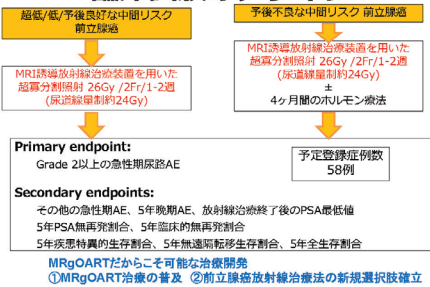 超低/低/予後良好な中間リスク
前立腺癌
予後不良な中間リスク 前立腺癌
MRI誘導放射線治療装置を用いた
超寡分割照射 26Gy /2Fr/1-2週
(尿道線量制約24Gy)
MRI誘導放射線治療装置を用いた
超寡分割照射 26Gy /2Fr/1-2週
(尿道線量制約24Gy)
±
4ヶ月間のホルモン療法
Primary endpoint:
Grade 2以上の急性期尿路AE
予定登録症例数
58例
Secondary endpoints:
その他の急性期AE、5年晩期AE、放射線治療終了後のPSA最低値
5年PSA無再発割合、5年臨床的無再発割合
5年疾患特異的生存割合、5年無遠隔転移生存割合、5年全生存割合
MRgOARTだからこそ可能な治療開発
①MRgOART治療の普及 ②前立腺癌放射線治療法の新規選択肢確立